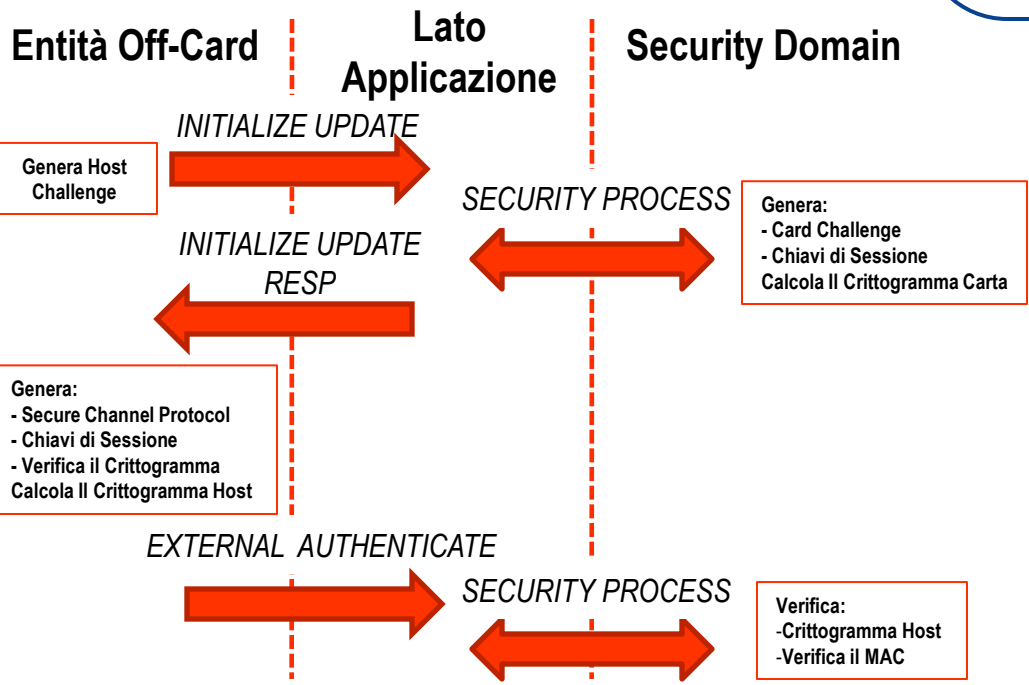 Entità Off-Card
Lato
Applicazione
Security Domain
INITIALIZE UPDATE
Genera Host
Challenge
SECURITY PROCESS
Genera:
- Card Challenge
- Chiavi di Sessione
Calcola Il Crittogramma Carta
INITIALIZE UPDATE
RESP
Genera:
- Secure Channel Protocol
- Chiavi di Sessione
- Verifica il Crittogramma
Calcola Il Crittogramma Host
EXTERNAL AUTHENTICATE
SECURITY PROCESS
Verifica:
-Crittogramma Host
-Verifica il MAC